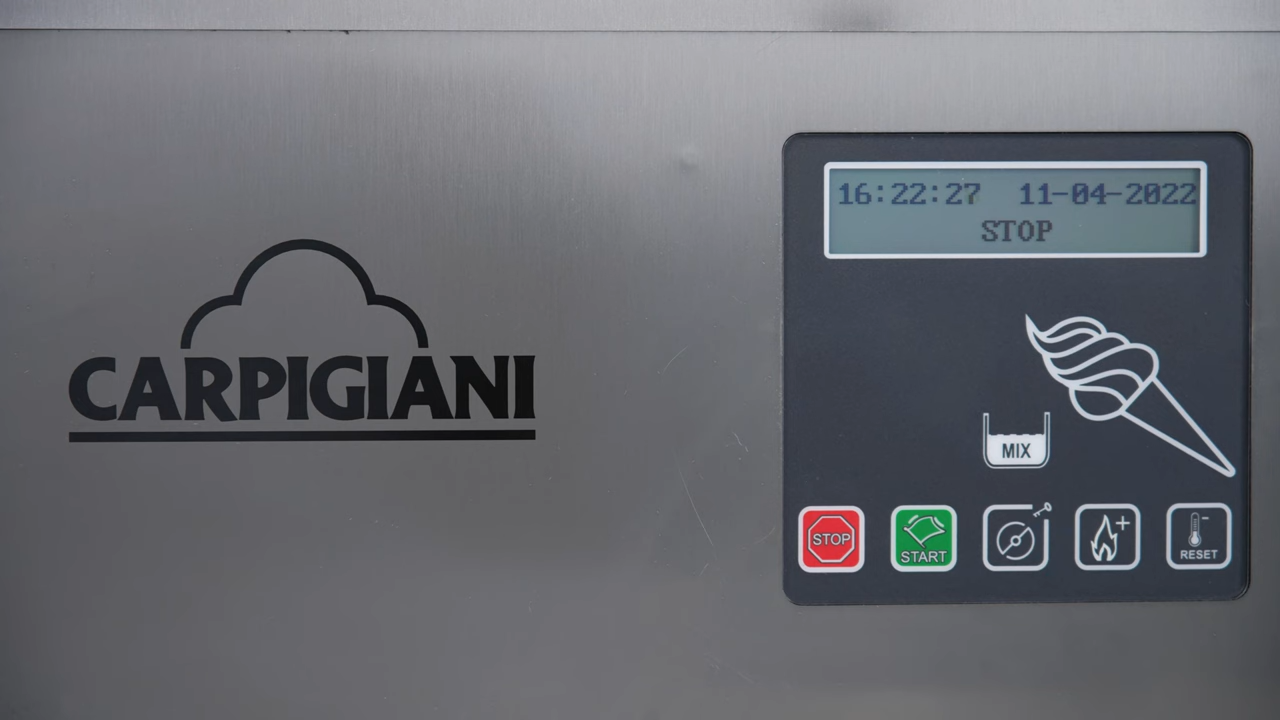 CARPIGIANI
16:22:27 11-04-2022
STOP
MIX
STOP
START
RESET